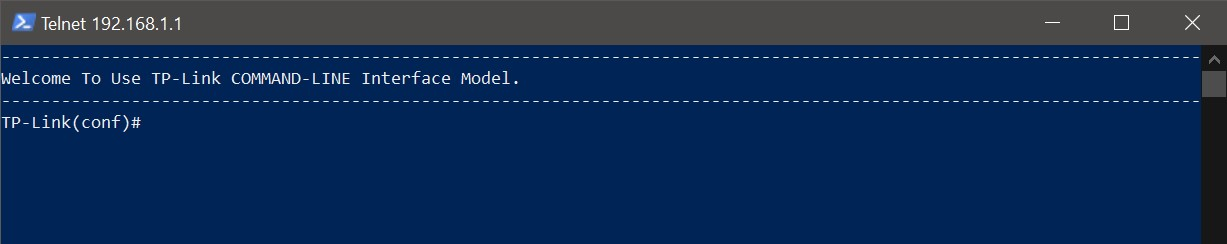 Telnet 192.168.1.1
--------------------------------------------------------------------------------------------------------------------
Welcome To Use TP-Link COMMAND-LINE Interface Model.
--------------------------------------------------------------------------------------------------------------------
TP-Link(conf)#